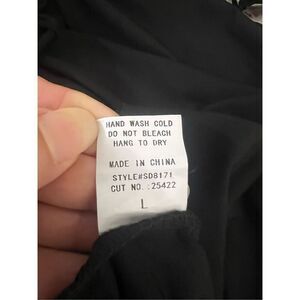 HAND WASH COLD
DO NOT BLEACH
HANG TO DRY
MADE IN CHINA
STYLE#SD8171
CUT NO.:25422
L